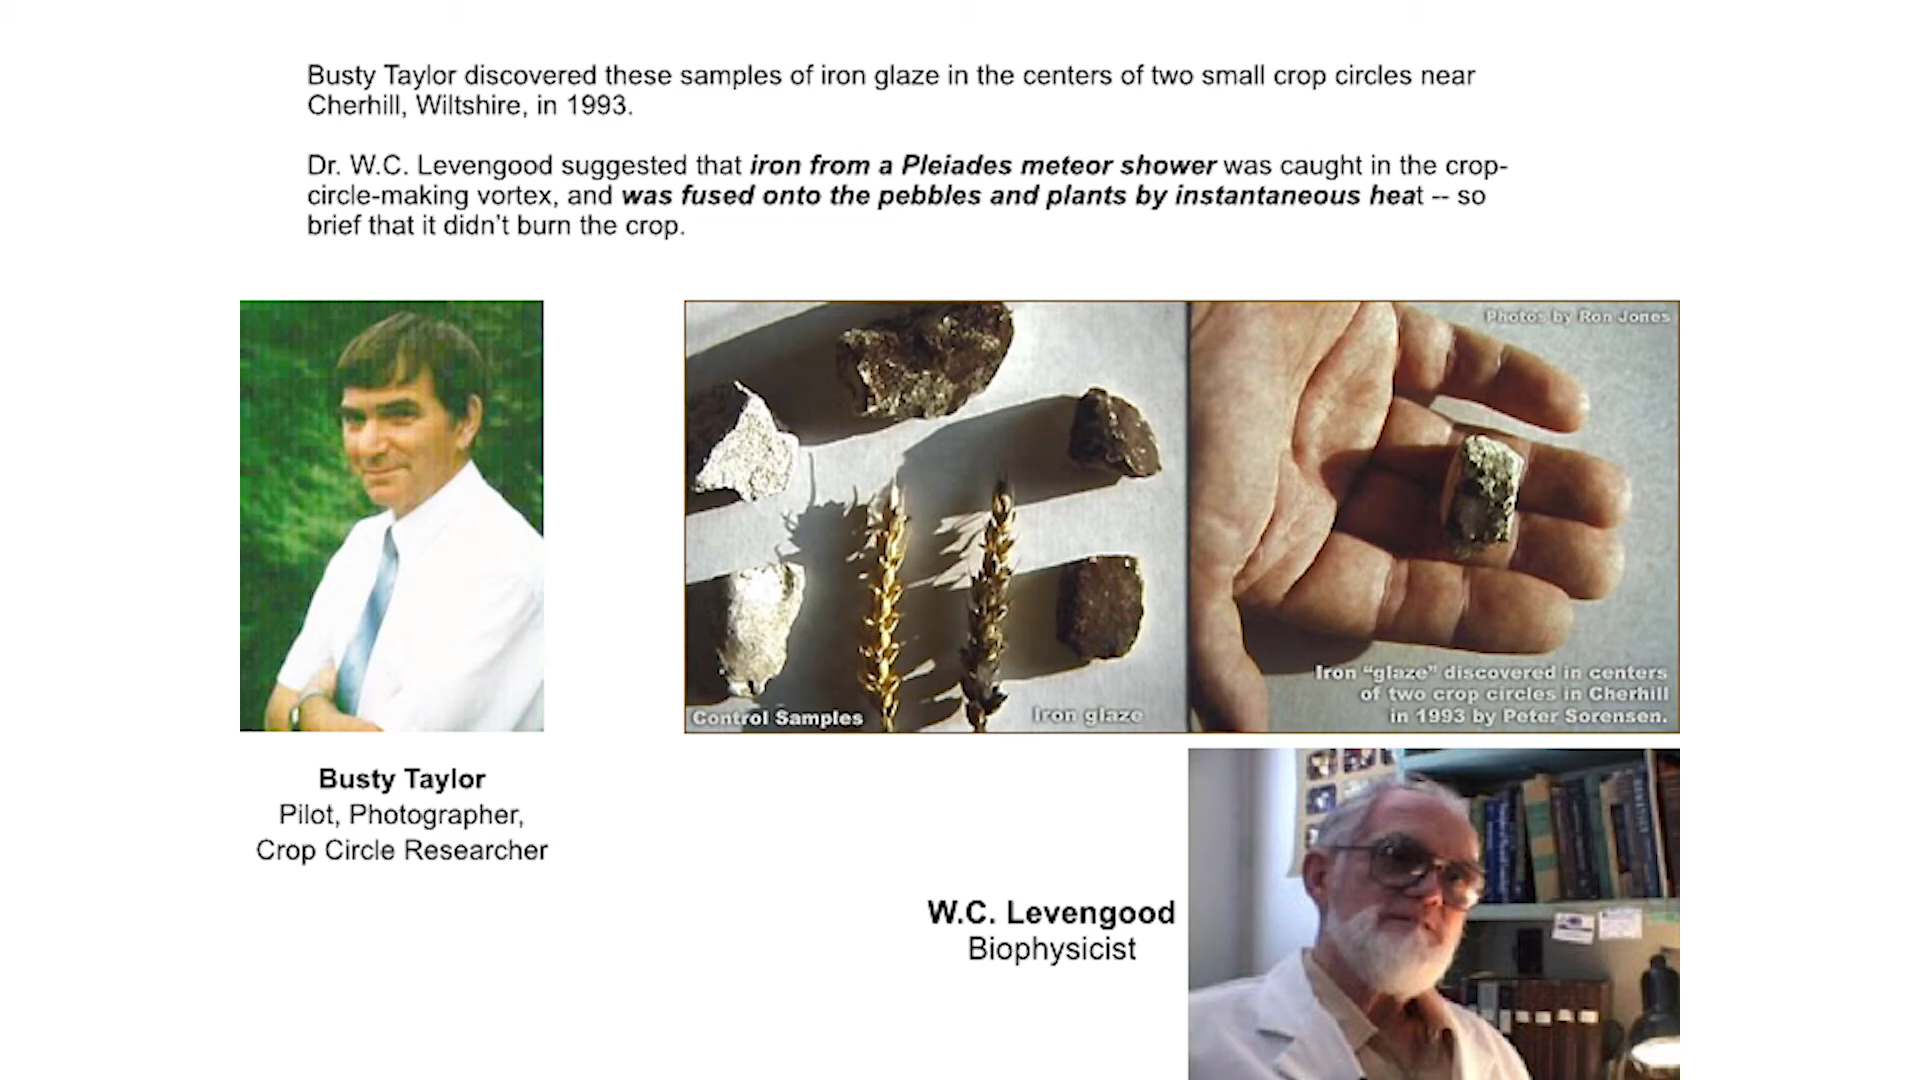 Busty Taylor discovered these samples of iron glaze in the centers of two small crop circles near
Cherhill, Wiltshire, in 1993.
Dr. W.C. Levengood suggested that iron from a Pleiades meteor shower was caught in the crop-
circle-making vortex, and was fused onto the pebbles and plants by instantaneous heat -- so
brief that it didn't burn the crop.
Photos by Ron Jones
Control Samples
Iron glaze
Iron “glaze” discovered in centers
of two crop circles in Cherhill
in 1993 by Peter Sorensen.
Busty Taylor
Pilot, Photographer,
Crop Circle Researcher
W.C. Levengood
Biophysicist